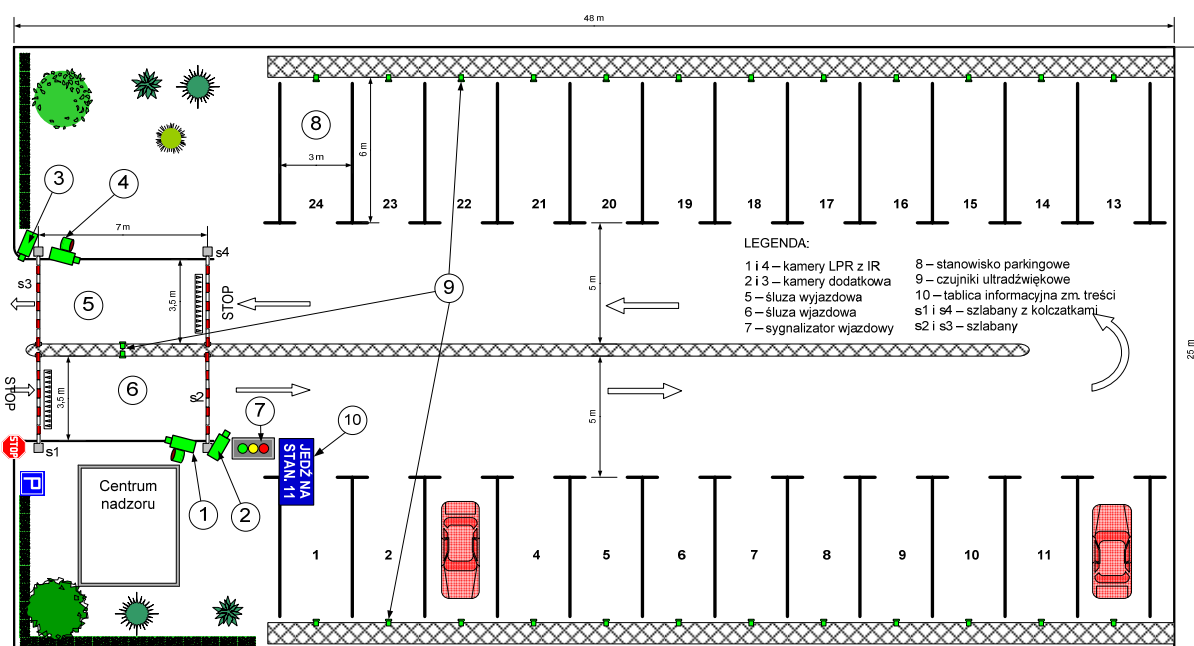 48 m
8
3 m
6 m
24
23
22
21
20
19
18
17
16
15
14
13
3
4
7 m
s4
s3
5
3,5 m
STOP
9
5 m
LEGENDA:
1 i 4 – kamery LPR z IR
2 i 3 – kamery dodatkowa
5 – śluza wyjazdowa
6 – śluza wjazdowa
7 – sygnalizator wjazdowy
8 – stanowisko parkingowe
9 – czujniki ultradźwiękowe
10 – tablica informacyjna zm. treści
s1 i s4 – szlabany z kolczatkami
s2 i s3 – szlabany
25 m
STOP
6
3,5 m
s2
7
10
5 m
STOP
s1
P
JEDŹ NA
STAN. 11
Centrum
nadzoru
1
2
1
2
4
5
6
7
8
9
10
11